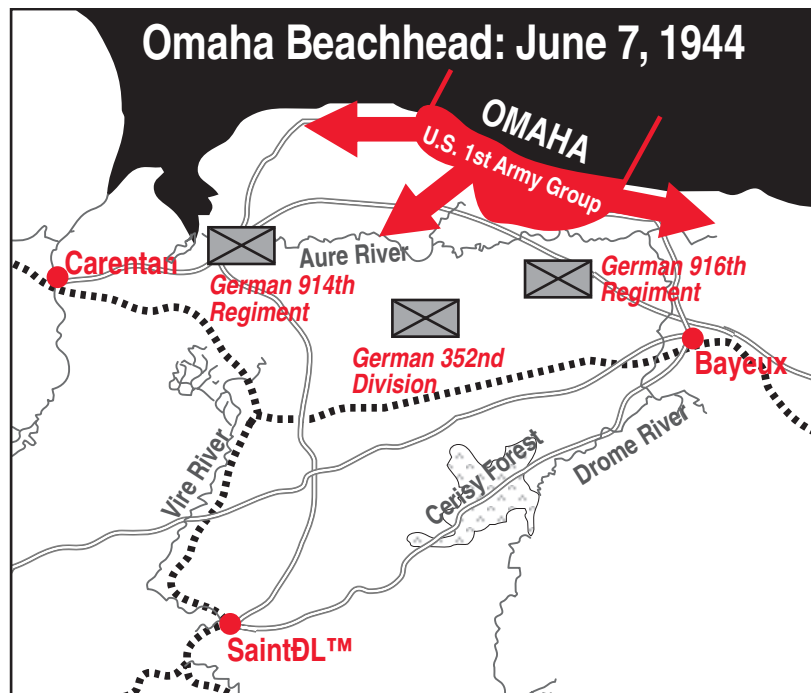 Omaha Beachhead: June 7, 1944
OMAHA
U.S. 1st Army Group
Carentan
Aure River
German 914th
Regiment
German 916th
Regiment
German 352nd
Division
Bayeux
Vire River
Cerisy Forest
Drome River
SaintÐL™